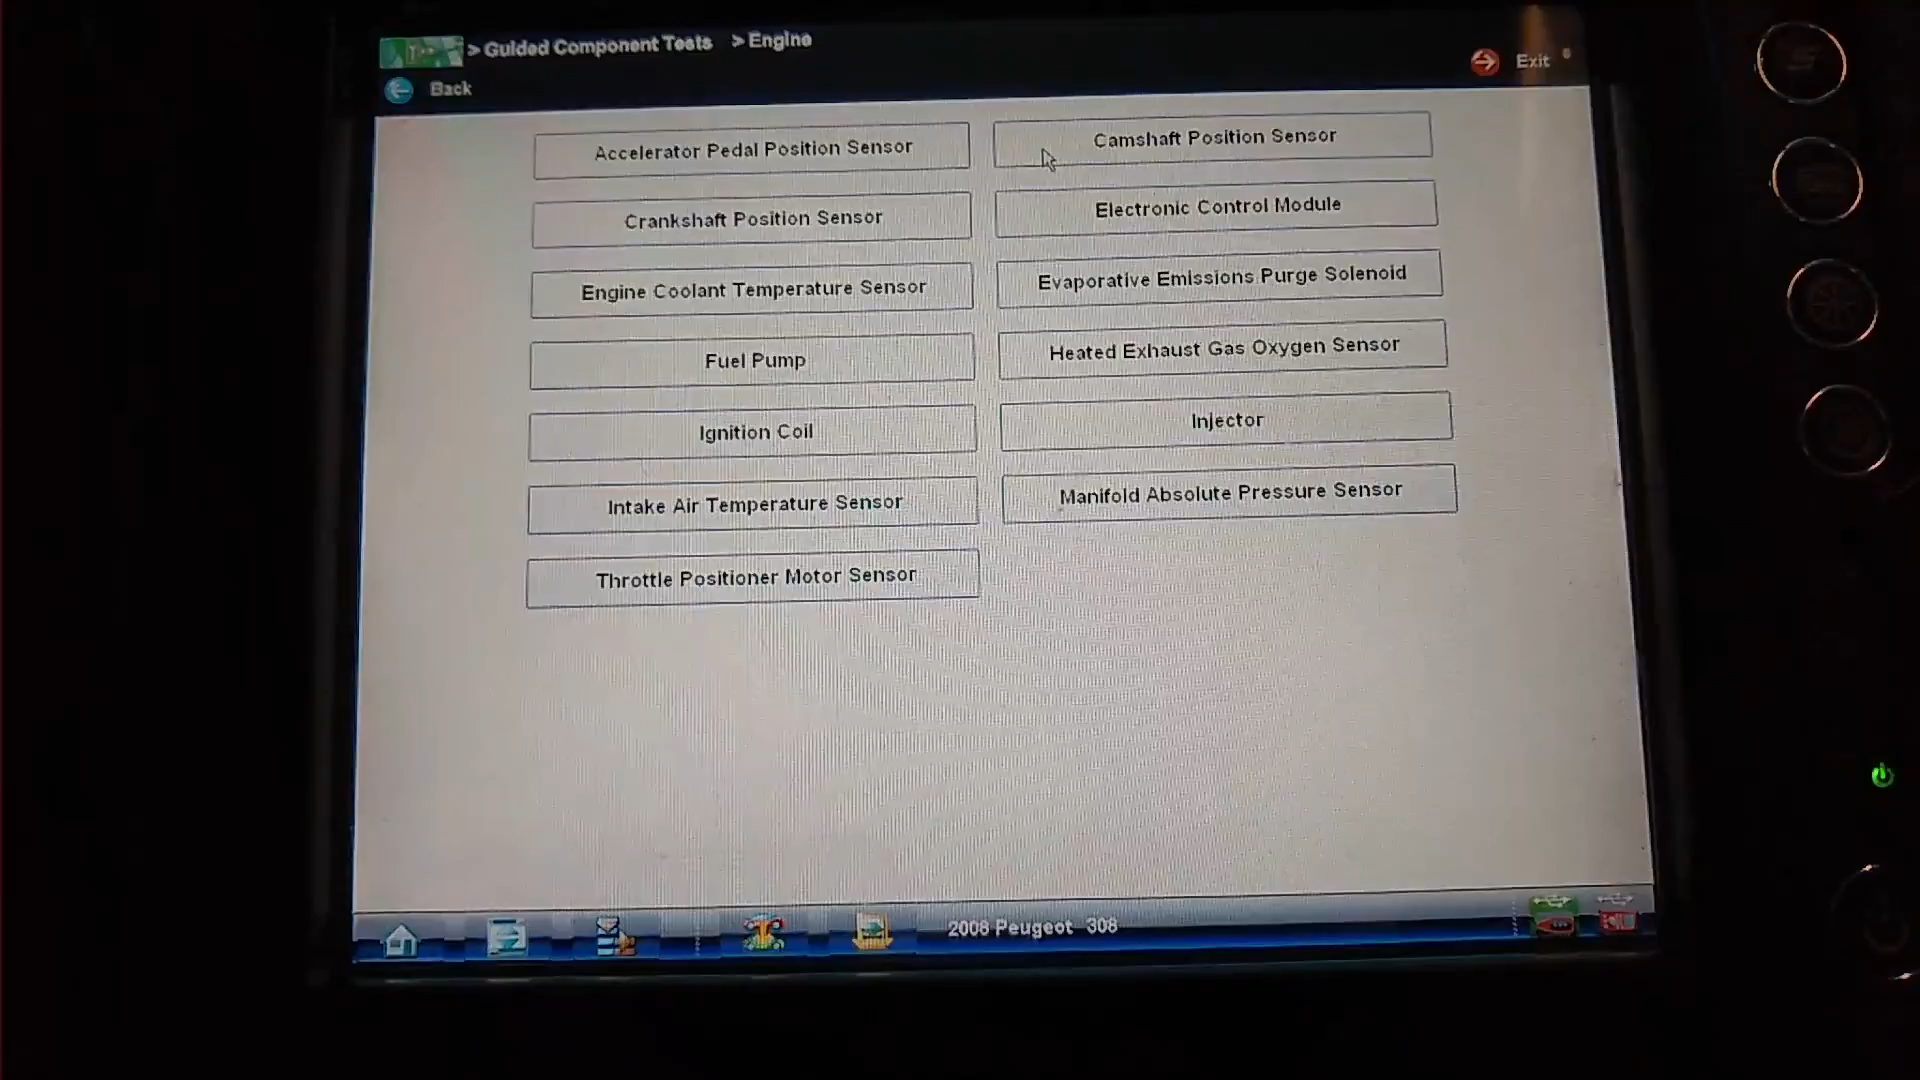 > Guided Component Tests > Engine
Exit
Back
Accelerator Pedal Position Sensor
Camshaft Position Sensor
Crankshaft Position Sensor
Electronic Control Module
Engine Coolant Temperature Sensor
Evaporative Emissions Purge Solenoid
Fuel Pump
Heated Exhaust Gas Oxygen Sensor
Ignition Coil
Injector
Intake Air Temperature Sensor
Manifold Absolute Pressure Sensor
Throttle Positioner Motor Sensor
2008 Peugeot 308